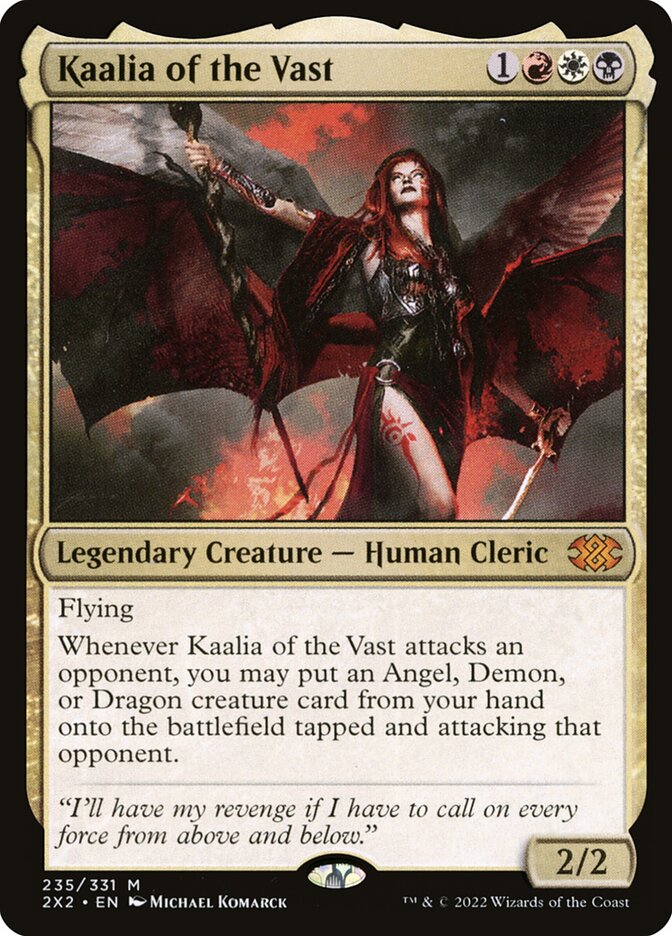 Kaalia of the Vast 1
Legendary Creature — Human Cleric
Flying
Whenever Kaalia of the Vast attacks an
opponent, you may put an Angel, Demon,
or Dragon creature card from your hand
onto the battlefield tapped and attacking that
opponent.
“I’ll have my revenge if I have to call on every
force from above and below.”
2/2
235/331 M
2X2 • EN Michael Komarck
™ & © 2022 Wizards of the Coast